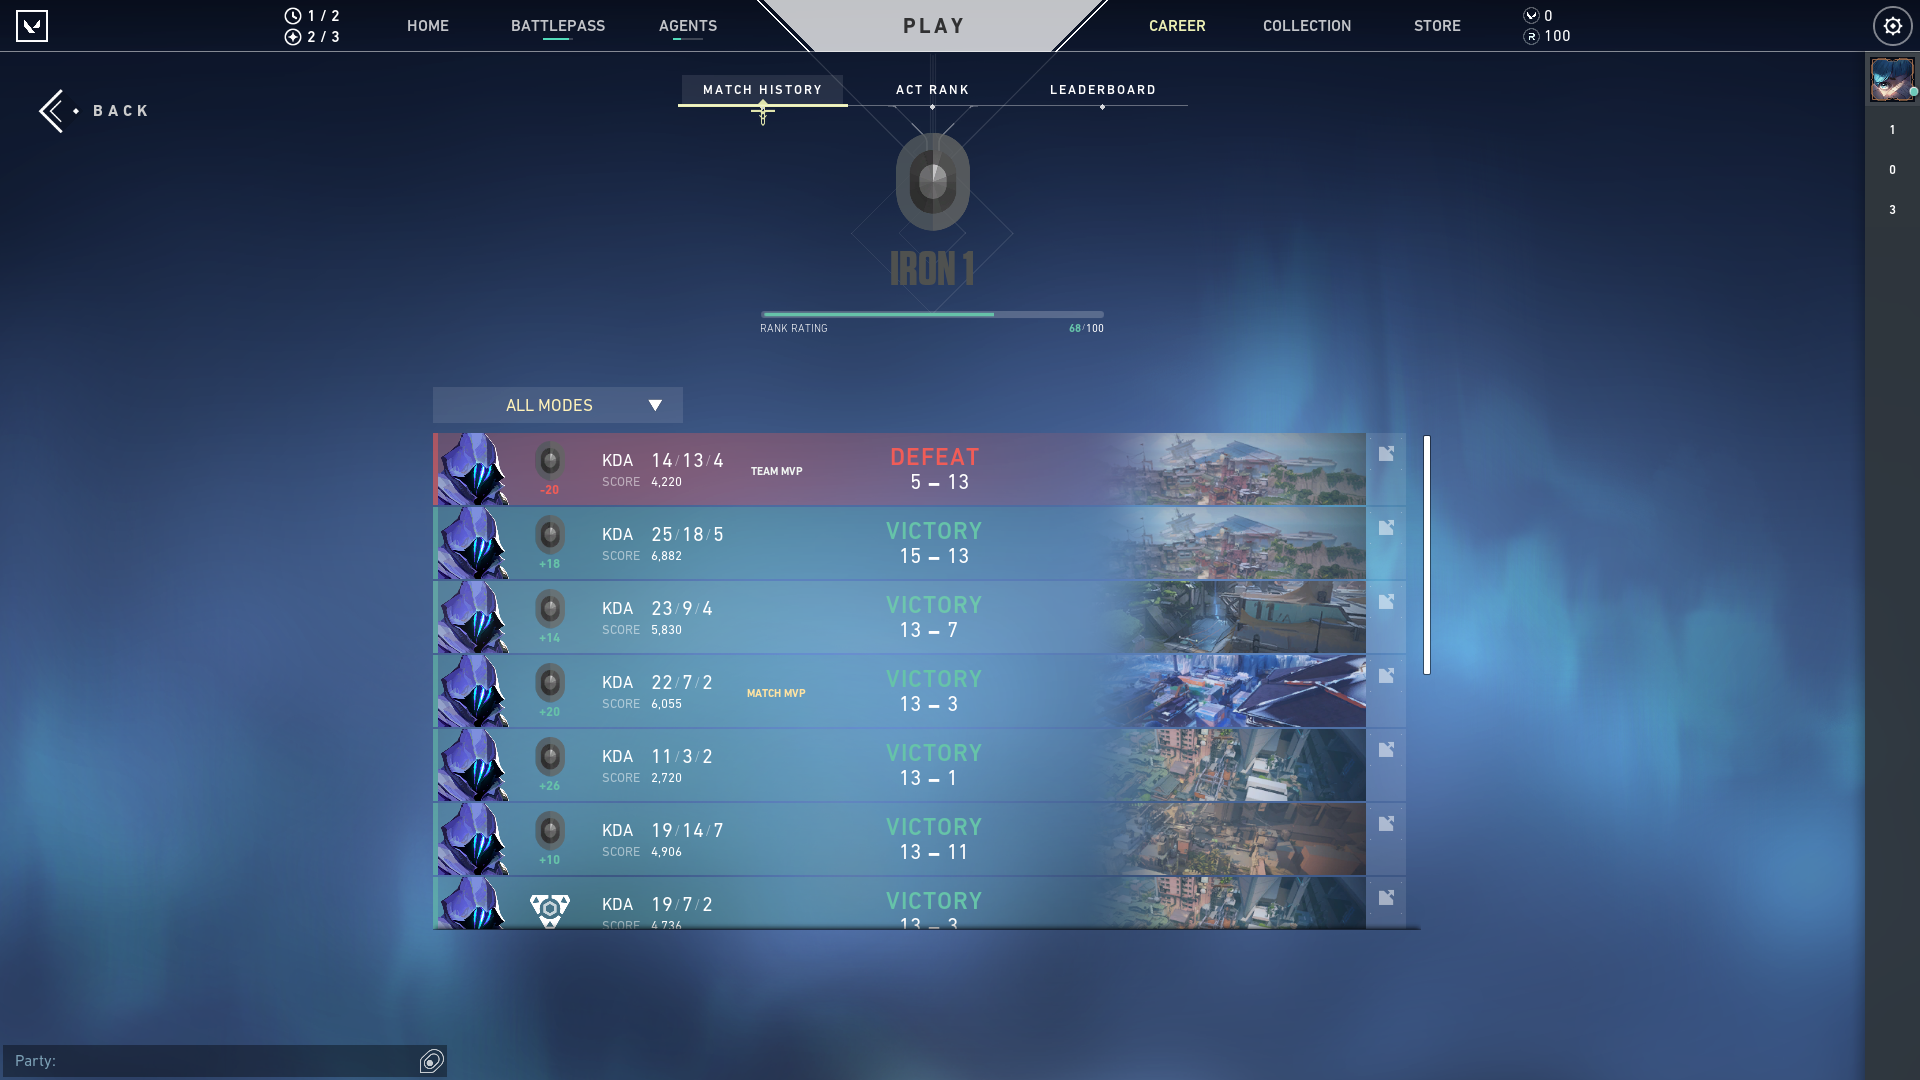 1 / 2
2 / 3
HOME
BATTLEPASS
AGENTS
PLAY
CAREER
COLLECTION
STORE
0
100
BACK
MATCH HISTORY
ACT RANK
LEADERBOARD
1
0
3
IRON 1
RANK RATING
68/100
ALL MODES
KDA 14/13/4
SCORE 4,220
-20
TEAM MVP
DEFEAT
5 – 13
KDA 25/18/5
SCORE 6,882
+18
VICTORY
15 – 13
KDA 23/9/4
SCORE 5,830
+14
VICTORY
13 – 7
KDA 22/7/2
SCORE 6,055
+20
MATCH MVP
VICTORY
13 – 3
KDA 11/3/2
SCORE 2,720
+26
VICTORY
13 – 1
KDA 19/14/7
SCORE 4,906
+10
VICTORY
13 – 11
KDA 19/7/2
SCORE 4,736
VICTORY
13 – 3
Party: